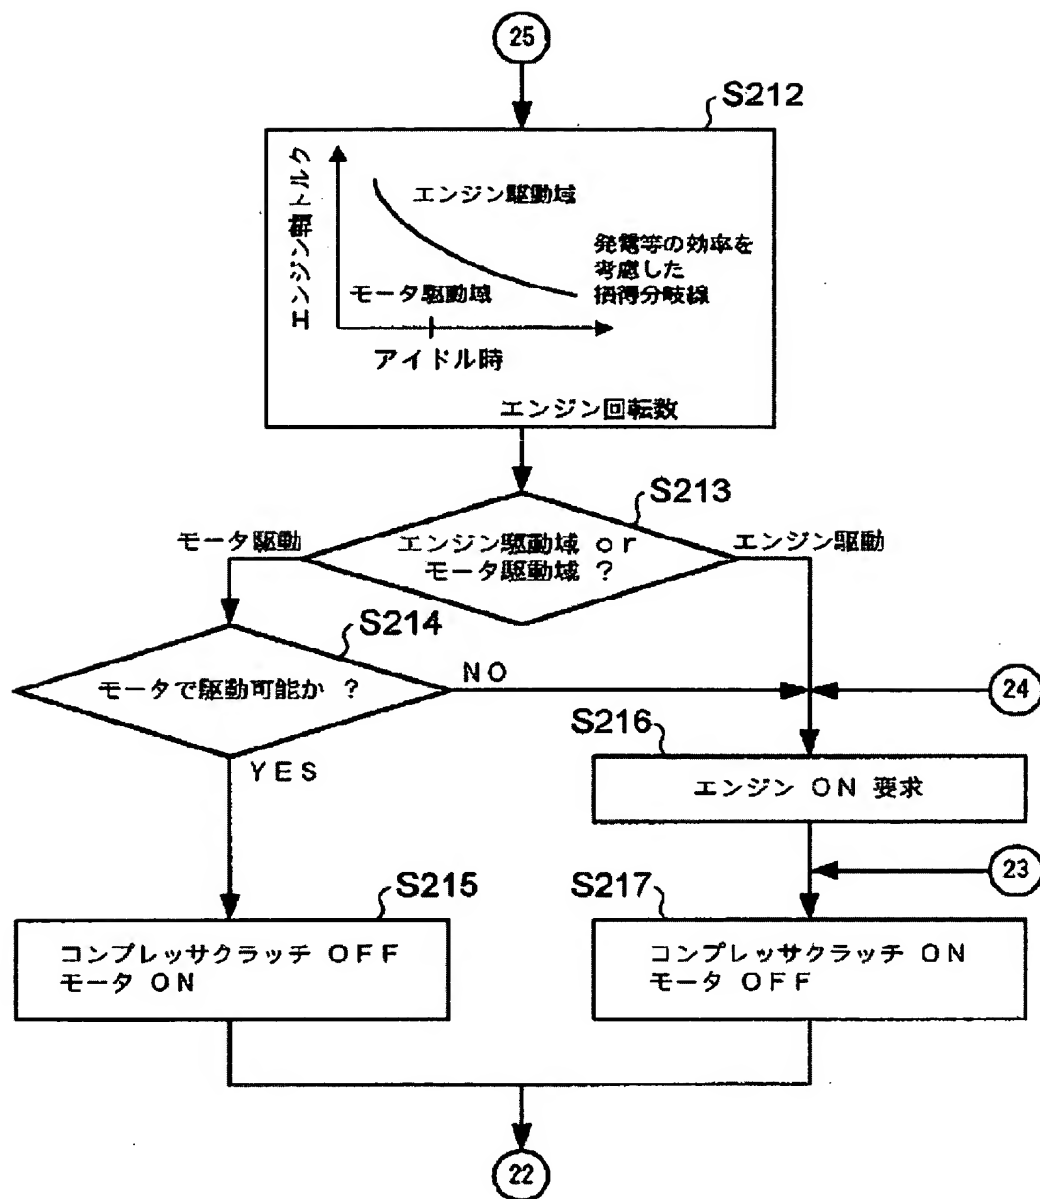 25
S212
エンジン軸トルク
エンジン駆動域
発電等の効率を
考慮した
損得分岐線
モータ駆動域
アイドル時
エンジン回転数
S213
モータ駆動
エンジン駆動域 or
モータ駆動域 ?
エンジン駆動
S214
モータで駆動可能か ?
NO
24
YES
S216
エンジン ON 要求
23
S215
コンプレッサクラッチ OFF
モータ ON
S217
コンプレッサクラッチ ON
モータ OFF
22